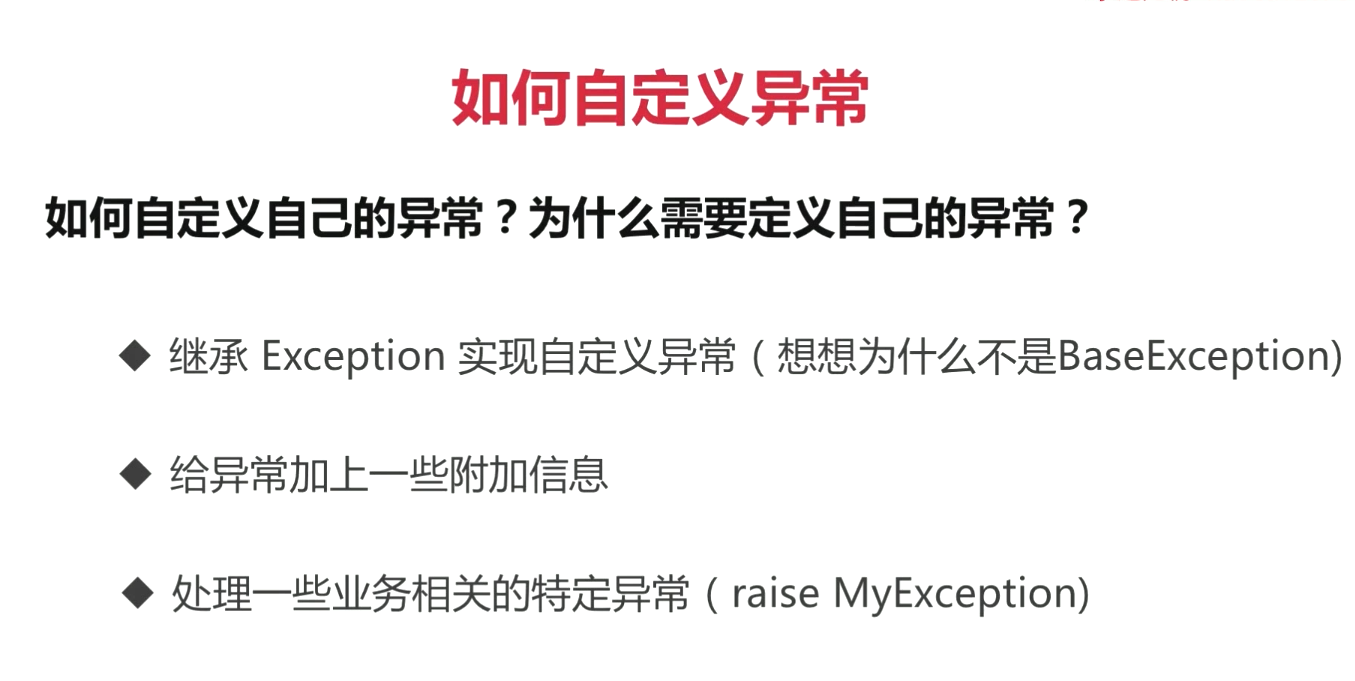 如何自定义异常
如何自定义自己的异常？为什么需要定义自己的异常？
◆ 继承 Exception 实现自定义异常（想想为什么不是BaseException)
◆ 给异常加上一些附加信息
◆ 处理一些业务相关的特定异常（raise MyException)